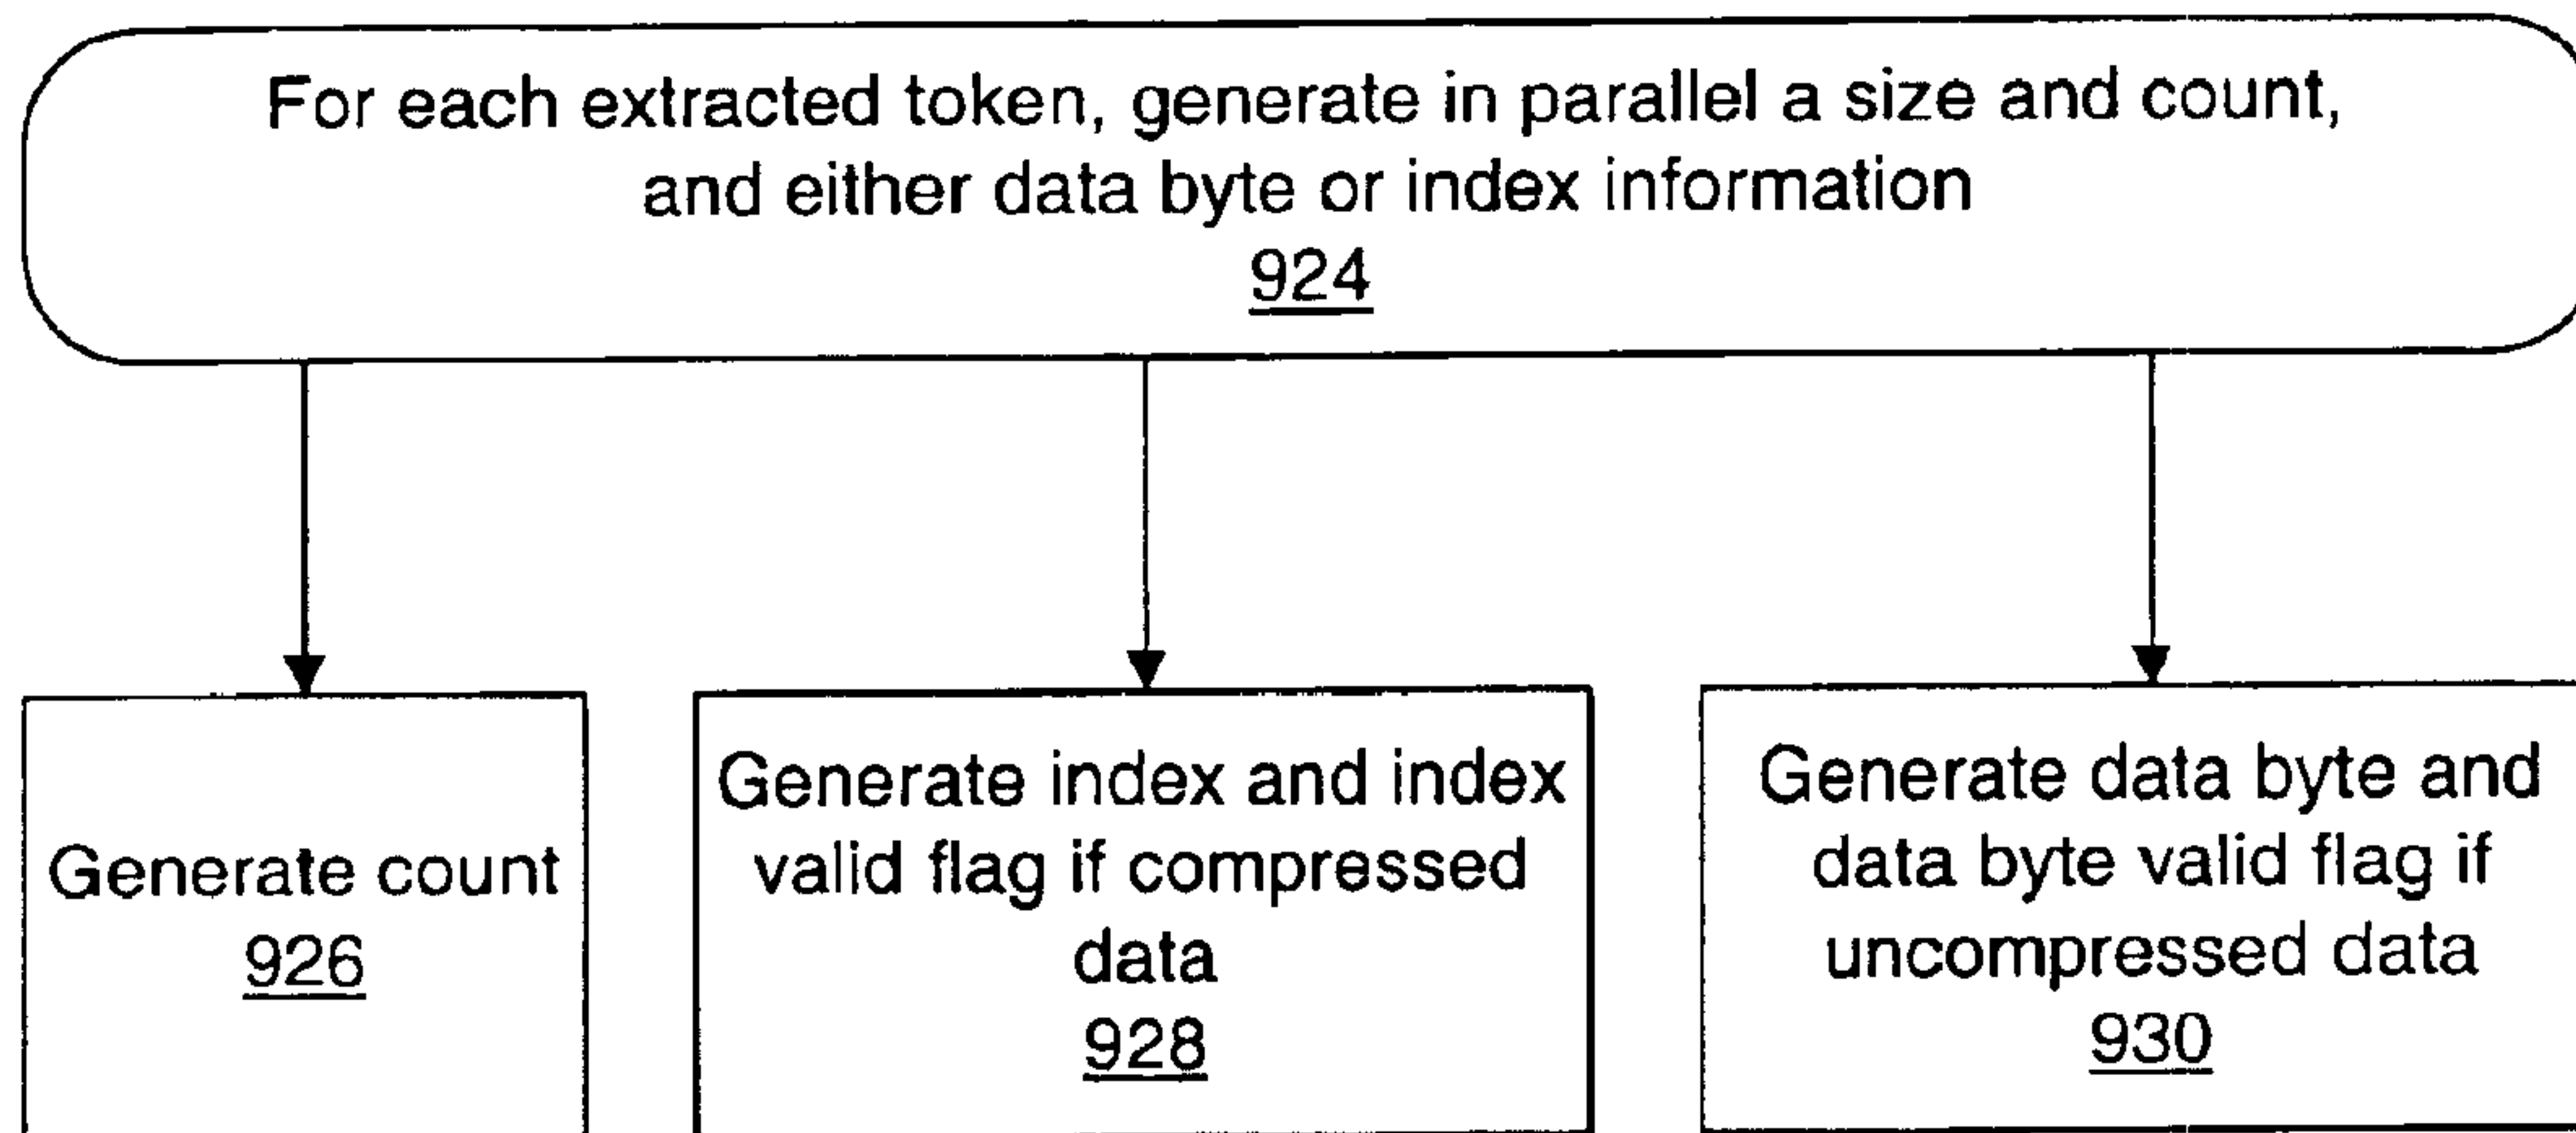 For each extracted token, generate in parallel a size and count,
and either data byte or index information
924
Generate count
926
Generate index and index
valid flag if compressed
data
928
Generate data byte and
data byte valid flag if
uncompressed data
930